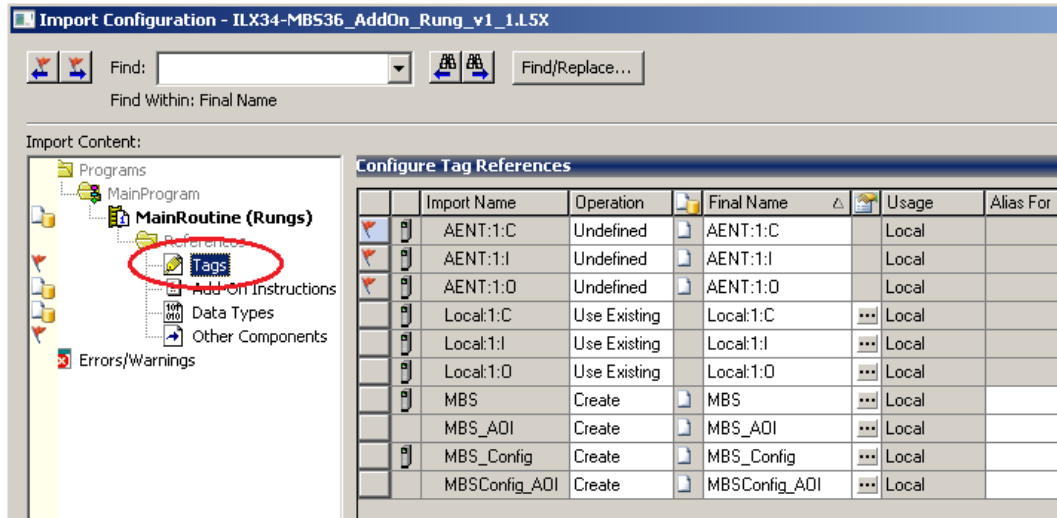 Import Configuration - ILX34-MBS36_AddOn_Rung_v1_1.L5X
Find:
Find/Replace...
Find Within: Final Name
Import Content:
Programs
MainProgram
MainRoutine (Rungs)
References
Tags
Add-On Instructions
Data Types
Other Components
Errors/Warnings
Configure Tag References
Import Name Operation Final Name Usage Alias For
AENT:1:C Undefined AENT:1:C Local
AENT:1:I Undefined AENT:1:I Local
AENT:1:O Undefined AENT:1:O Local
Local:1:C Use Existing Local:1:C ... Local
Local:1:I Use Existing Local:1:I ... Local
Local:1:O Use Existing Local:1:O ... Local
MBS Create MBS ... Local
MBS_AOI Create MBS_AOI ... Local
MBS_Config Create MBS_Config ... Local
MBSConfig_AOI Create MBSConfig_AOI ... Local